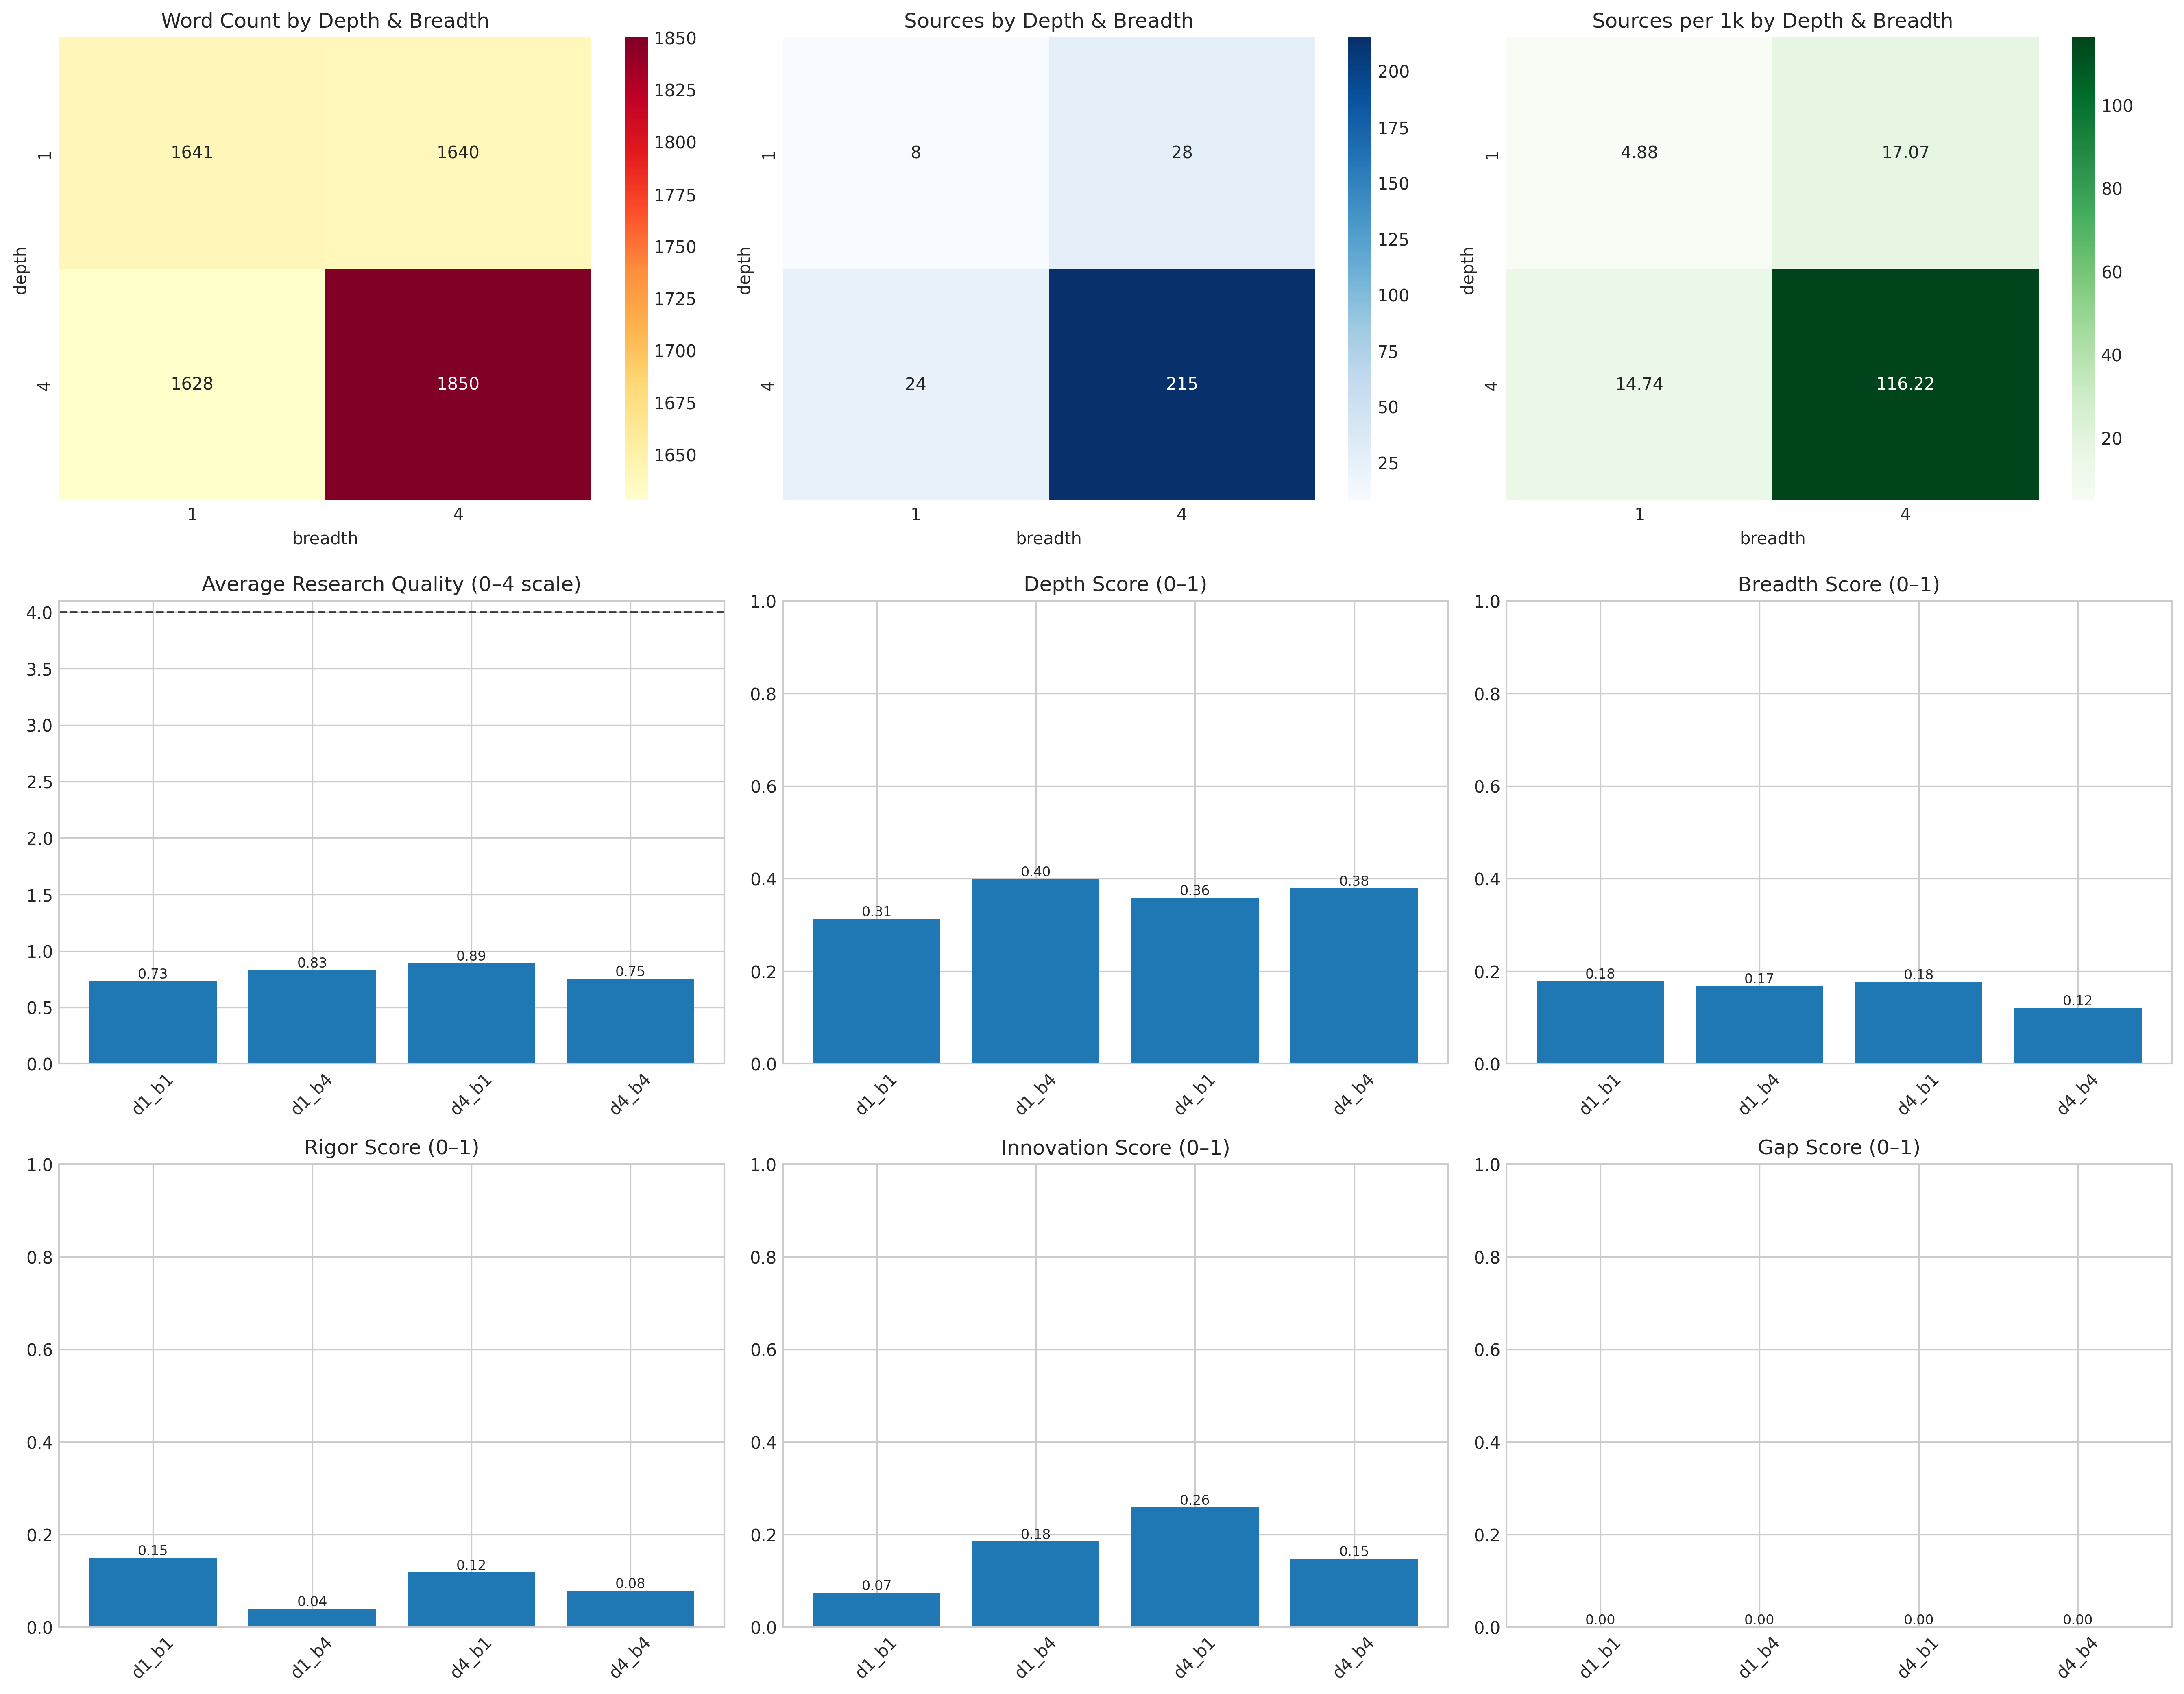 Word Count by Depth & Breadth
1641 1640
1628 1850
1
4
depth
1 4
breadth
1850
1825
1800
1775
1750
1725
1700
1675
1650
Sources by Depth & Breadth
8 28
24 215
1
4
depth
1 4
breadth
200
175
150
125
100
75
50
25
Sources per 1k by Depth & Breadth
4.88 17.07
14.74 116.22
1
4
depth
1 4
breadth
100
80
60
40
20
Average Research Quality (0–4 scale)
4.0
3.5
3.0
2.5
2.0
1.5
1.0
0.5
0.0
0.73 0.83 0.89 0.75
d1_b1 d1_b4 d4_b1 d4_b4
Depth Score (0–1)
1.0
0.8
0.6
0.4
0.2
0.0
0.31 0.40 0.36 0.38
d1_b1 d1_b4 d4_b1 d4_b4
Breadth Score (0–1)
1.0
0.8
0.6
0.4
0.2
0.0
0.18 0.17 0.18 0.12
d1_b1 d1_b4 d4_b1 d4_b4
Rigor Score (0–1)
1.0
0.8
0.6
0.4
0.2
0.0
0.15 0.04 0.12 0.08
d1_b1 d1_b4 d4_b1 d4_b4
Innovation Score (0–1)
1.0
0.8
0.6
0.4
0.2
0.0
0.07 0.18 0.26 0.15
d1_b1 d1_b4 d4_b1 d4_b4
Gap Score (0–1)
1.0
0.8
0.6
0.4
0.2
0.0
0.00 0.00 0.00 0.00
d1_b1 d1_b4 d4_b1 d4_b4